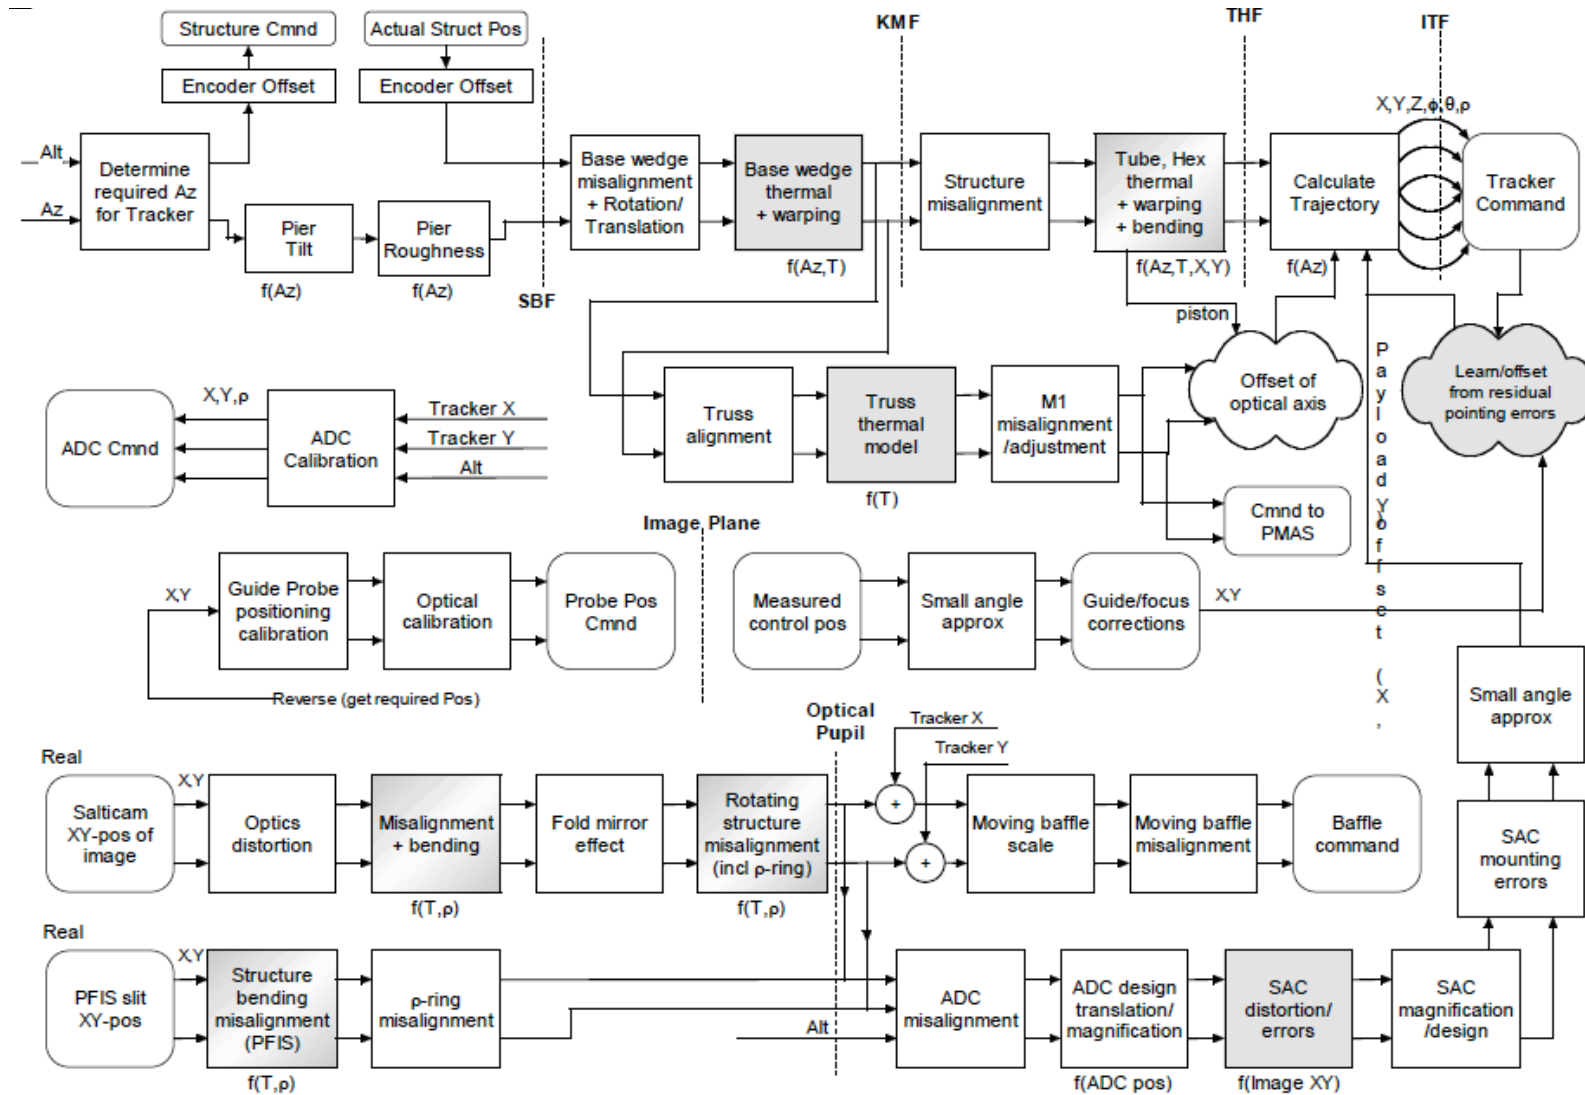 Structure Cmnd
Actual Struct Pos
KMF
THF
ITF
Encoder Offset
Encoder Offset
X,Y,Z,ϕ,θ,ρ
Alt
Az
Determine
required Az
for Tracker
Pier
Tilt
f(Az)
Pier
Roughness
f(Az)
SBF
Base wedge
misalignment
+ Rotation/
Translation
Base wedge
thermal
+ warping
f(Az,T)
Structure
misalignment
Tube, Hex
thermal
+ warping
+ bending
f(Az,T,X,Y)
Calculate
Trajectory
f(Az)
Tracker
Command
piston
Offset of
optical axis
Learn/offset
from residual
pointing errors
Payload Y)offset (X,
ADC Cmnd
X,Y,ρ
ADC
Calibration
Tracker X
Tracker Y
Alt
Truss
alignment
Truss
thermal
model
f(T)
M1
misalignment
/adjustment
Cmnd to
PMAS
Image Plane
X,Y
Guide Probe
positioning
calibration
Optical
calibration
Probe Pos
Cmnd
Reverse (get required Pos)
Measured
control pos
Small angle
approx
Guide/focus
corrections
X,Y
Small angle
approx
Optical
Pupil
Tracker X
Tracker Y
Real
Salticam
XY-pos of
image
X,Y
Optics
distortion
Misalignment
+ bending
f(T,ρ)
Fold mirror
effect
Rotating
structure
misalignment
(incl ρ-ring)
f(T,ρ)
+
+
Moving baffle
scale
Moving baffle
misalignment
Baffle
command
SAC
mounting
errors
Real
PFIS slit
XY-pos
X,Y
Structure
bending
misalignment
(PFIS)
f(T,ρ)
ρ-ring
misalignment
Alt
ADC
misalignment
ADC design
translation/
magnification
f(ADC pos)
SAC
distortion/
errors
f(Image XY)
SAC
magnification
/design